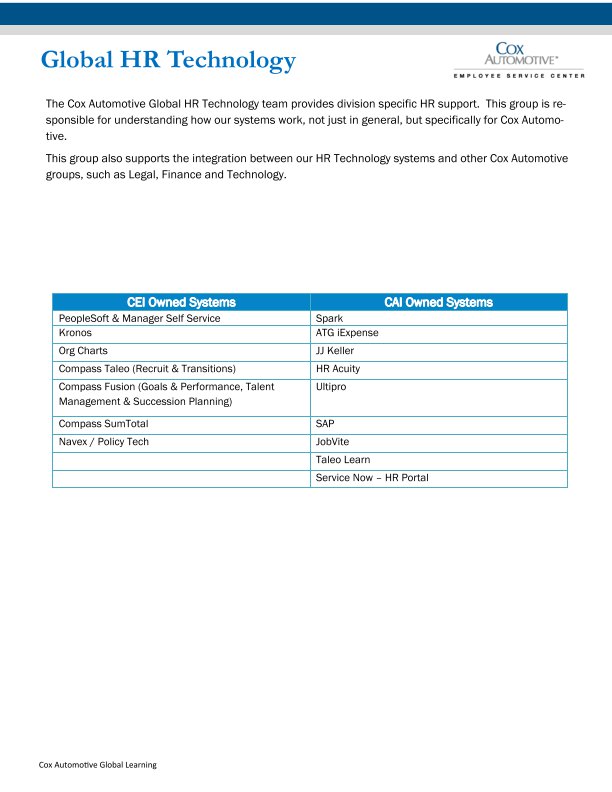 Global HR Technology
COX
AUTOMOTIVE™
EMPLOYEE SERVICE CENTER
The Cox Automotive Global HR Technology team provides division specific HR support.  This group is re-
sponsible for understanding how our systems work, not just in general, but specifically for Cox Automo-
tive.
This group also supports the integration between our HR Technology systems and other Cox Automotive
groups, such as Legal, Finance and Technology.
CEI Owned Systems CAI Owned Systems
PeopleSoft & Manager Self Service Spark
Kronos ATG iExpense
Org Charts JJ Keller
Compass Taleo (Recruit & Transitions) HR Acuity
Compass Fusion (Goals & Performance, Talent Ultipro
Management & Succession Planning)
Compass SumTotal SAP
Navex / Policy Tech JobVite
Taleo Learn
Service Now – HR Portal
Cox Automotive Global Learning